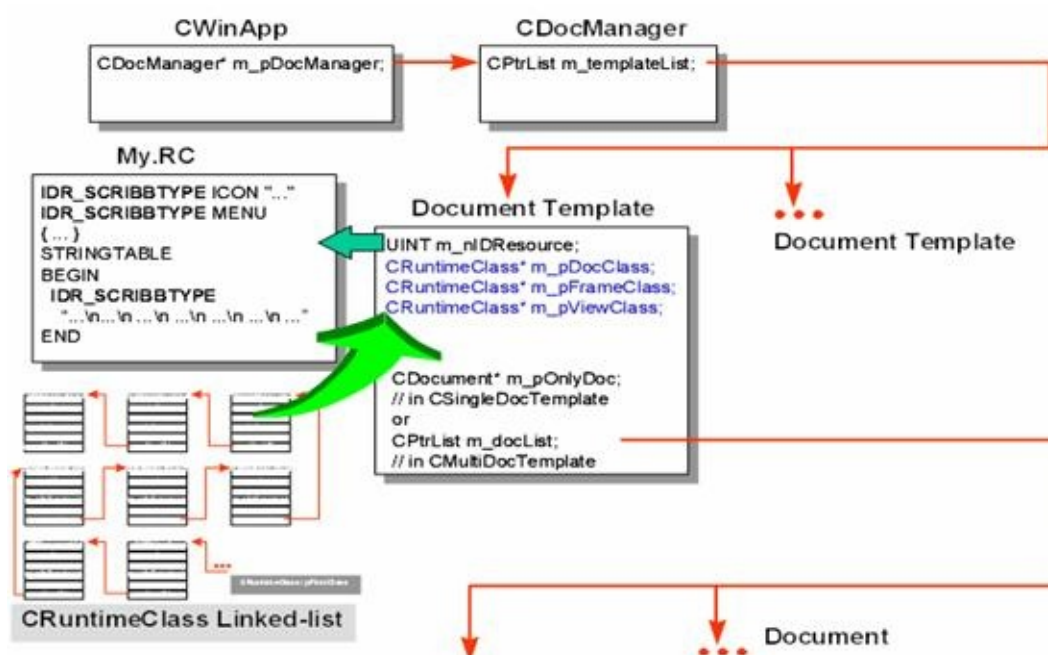 CWinApp
CDocManager* m_pDocManager;
CDocManager
CPtrList m_templateList;
My.RC
IDR_SCRIBBTYPE ICON "..."
IDR_SCRIBBTYPE MENU
{ ... }
STRINGTABLE
BEGIN
IDR_SCRIBBTYPE
"...\n...\n ...\n ...\n ...\n ...\n ..."
END
Document Template
UINT m_nIDResource;
CRuntimeClass* m_pDocClass;
CRuntimeClass* m_pFrameClass;
CRuntimeClass* m_pViewClass;
CDocument* m_pOnlyDoc;
// in CSingleDocTemplate
or
CPtrList m_docList;
// in CMultiDocTemplate
Document Template
CRuntimeClass Linked-list
Document